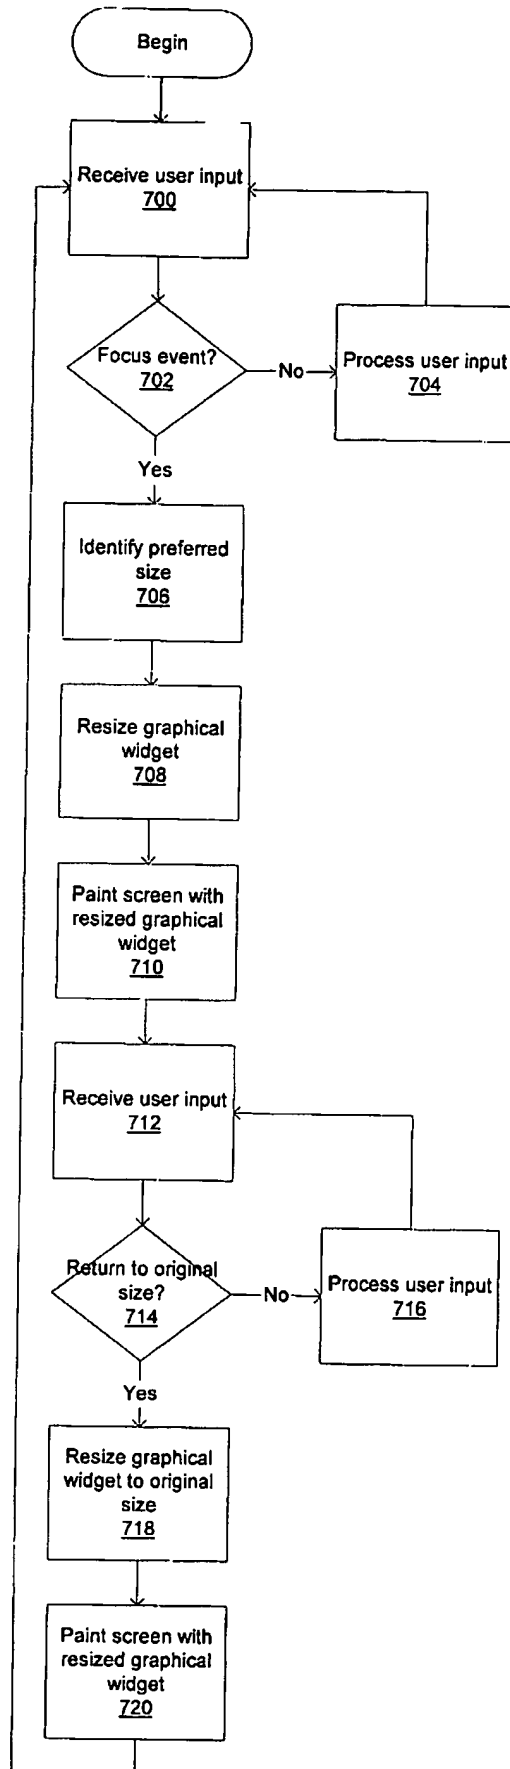 Begin
Receive user input
700
Focus event?
702
No
Process user input
704
Yes
Identify preferred
size
706
Resize graphical
widget
708
Paint screen with
resized graphical
widget
710
Receive user input
712
Return to original
size?
714
No
Process user input
716
Yes
Resize graphical
widget to original
size
718
Paint screen with
resized graphical
widget
720